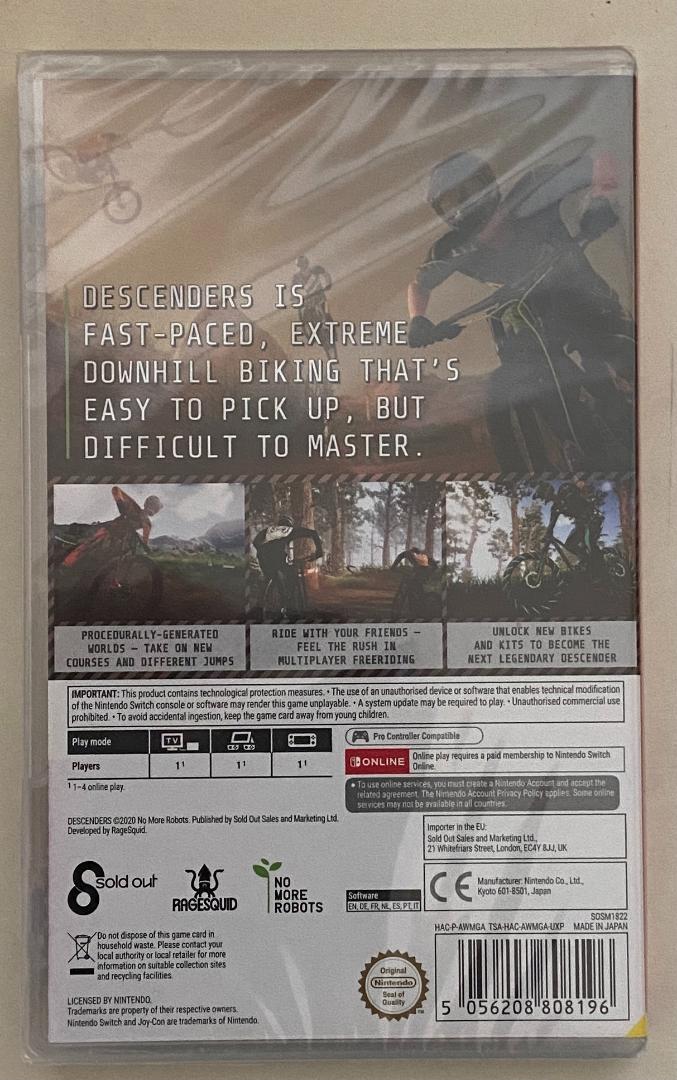 DESCENDERS IS
FAST-PACED, EXTREME
DOWNHILL BIKING THAT'S
EASY TO PICK UP, BUT
DIFFICULT TO MASTER.
PROCEDURALLY-GENERATED
WORLDS – TAKE ON NEW
COURSES AND DIFFERENT JUMPS
RIDE WITH YOUR FRIENDS –
FEEL THE RUSH IN
MULTIPLAYER FREERIDING
UNLOCK NEW BIKES
AND KITS TO BECOME THE
NEXT LEGENDARY DESCENDER
IMPORTANT: This product contains technological protection measures. • The use of an unauthorised device or software that enables technical modification
of the Nintendo Switch console or software may render this game unplayable. • A system update may be required to play. • Unauthorised commercial use
prohibited. • To avoid accidental ingestion, keep the game card away from young children.
Play mode
TV
Players
1¹
1¹
1¹
¹ 1-4 online play.
Pro Controller Compatible
ONLINE
Online play requires a paid membership to Nintendo Switch
Online.
• To use online services, you must create a Nintendo Account and accept the
related agreement. The Nintendo Account Privacy Policy applies. Some online
services may not be available in all countries.
DESCENDERS ©2020 No More Robots. Published by Sold Out Sales and Marketing Ltd.
Developed by RageSquid.
Importer in the EU:
Sold Out Sales and Marketing Ltd.,
21 Whitefriars Street, London, EC4Y 8JJ, UK
sold out
RAGESQUID
NO
MORE
ROBOTS
Software
EN, DE, FR, NL, ES, PT, IT
CE
Manufacturer: Nintendo Co., Ltd.,
Kyoto 601-8501, Japan
SOSM1822
HAC-P-AWMGA TSA-HAC-AWMGA-UXP MADE IN JAPAN
Do not dispose of this game card in
household waste. Please contact your
local authority or local retailer for more
information on suitable collection sites
and recycling facilities.
Original
Nintendo
Seal of
Quality
TM
5 056208 808196
LICENSED BY NINTENDO.
Trademarks are property of their respective owners.
Nintendo Switch and Joy-Con are trademarks of Nintendo.